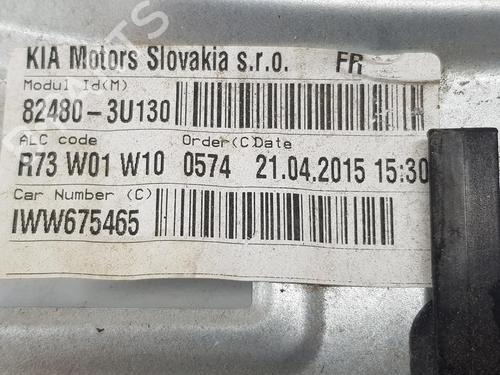 KIA Motors Slovakia s.r.o. FR
Modul Id(M)
82480-3U130
ALC code Order(C)Date
R73 W01 W10 0574 21.04.2015 15:30
Car Number (C)
IWW675465